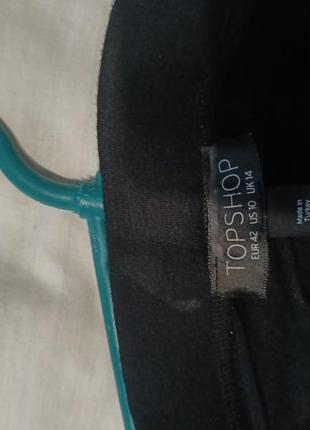 TOPSHOP
EUR 42 US 10 UK 14
Made in
Turkey